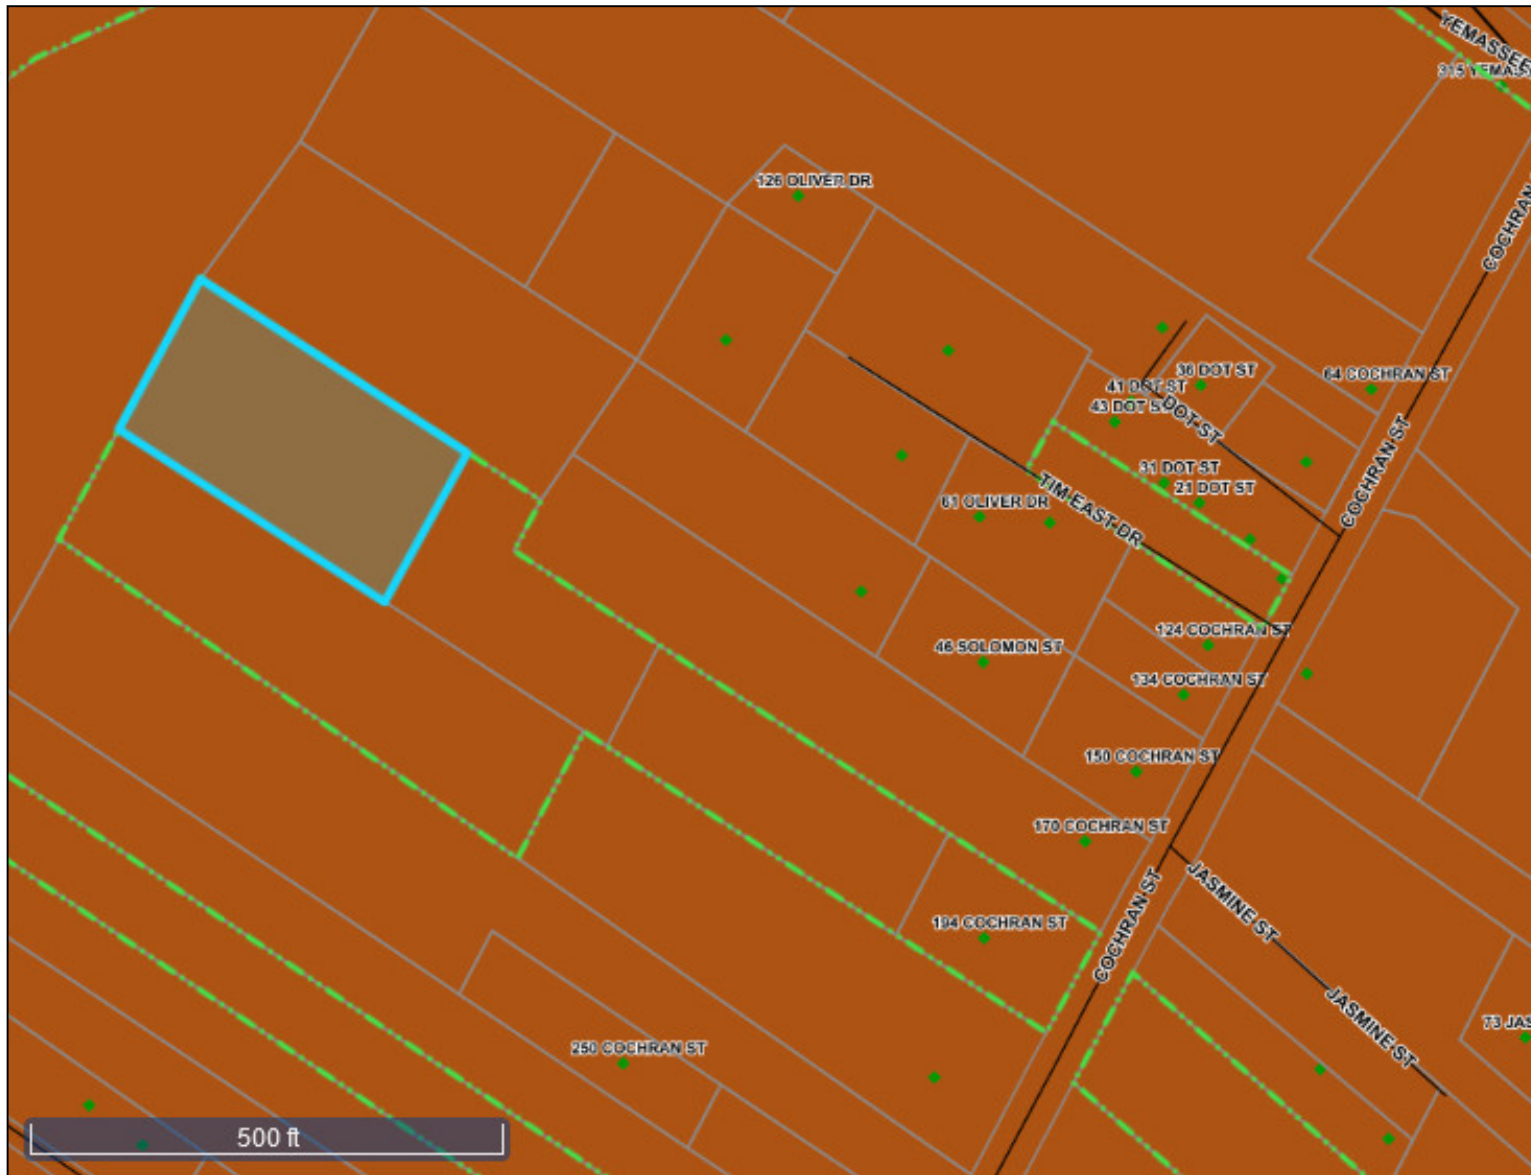 YEMASSEE
315 YEMASS
COCHRAN
126 OLIVER DR
36 DOT ST
64 COCHRAN ST
41 DOT ST
43 DOT ST
DOT ST
COCHRAN ST
31 DOT ST
21 DOT ST
TIM EAST DR
61 OLIVER DR
124 COCHRAN ST
46 SOLOMON ST
134 COCHRAN ST
150 COCHRAN ST
170 COCHRAN ST
JASMINE ST
194 COCHRAN ST
COCHRAN ST
JASMINE ST
73 JAS
250 COCHRAN ST
500 ft